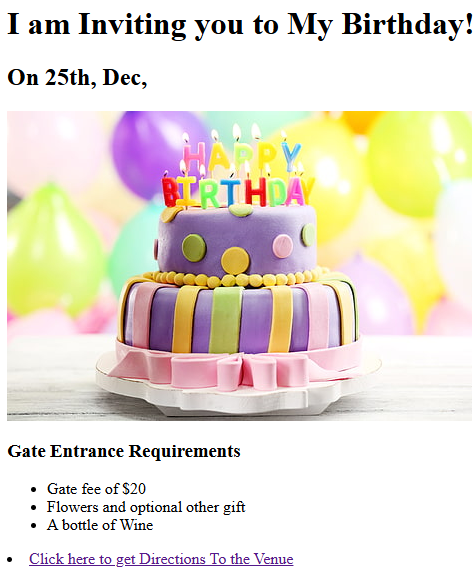 I am Inviting you to My Birthday!
On 25th, Dec,
HAPPY
BIRTHDAY
Gate Entrance Requirements
Gate fee of $20
Flowers and optional other gift
A bottle of Wine
Click here to get Directions To the Venue